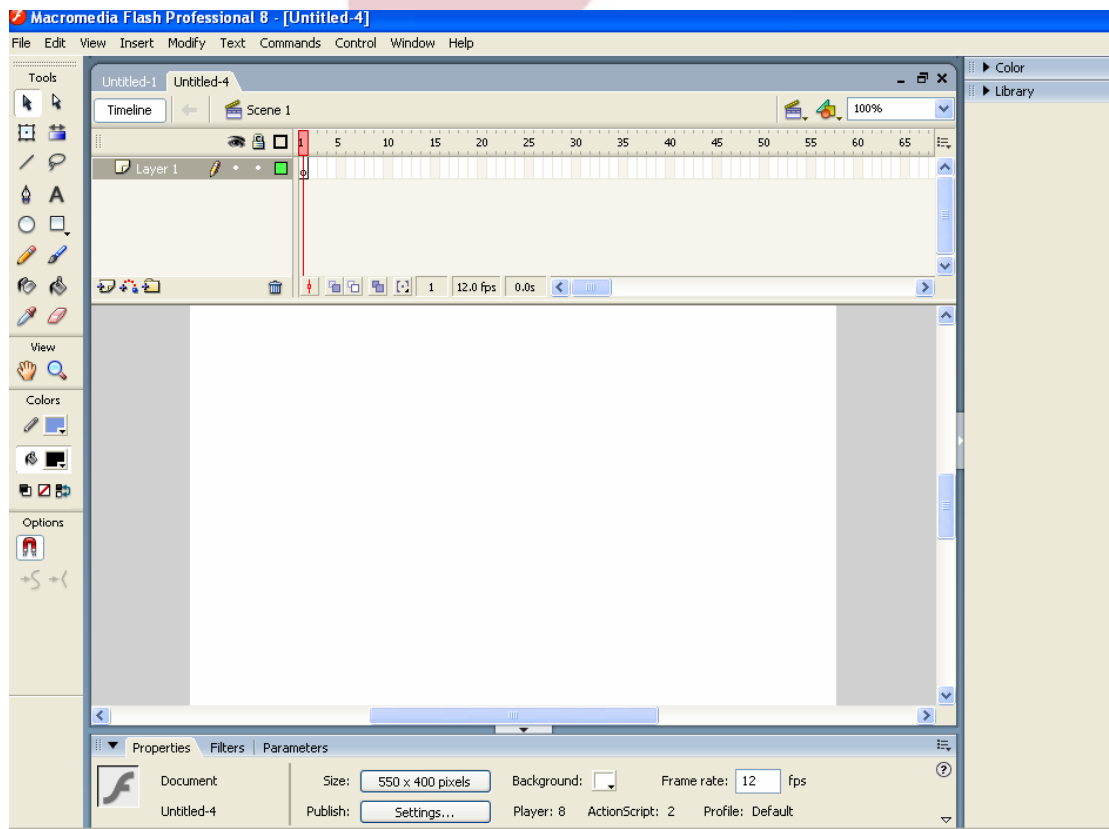 Macromedia Flash Professional 8 - [Untitled-4]
File Edit View Insert Modify Text Commands Control Window Help
Tools
Untitled-1 Untitled-4
Color
Library
Timeline Scene 1 100%
1 5 10 15 20 25 30 35 40 45 50 55 60 65
Layer 1
A
1 12.0 fps 0.0s
View
Colors
Options
Properties Filters Parameters
Document Size: 550 x 400 pixels Background: Frame rate: 12 fps
Untitled-4 Publish: Settings... Player: 8 ActionScript: 2 Profile: Default